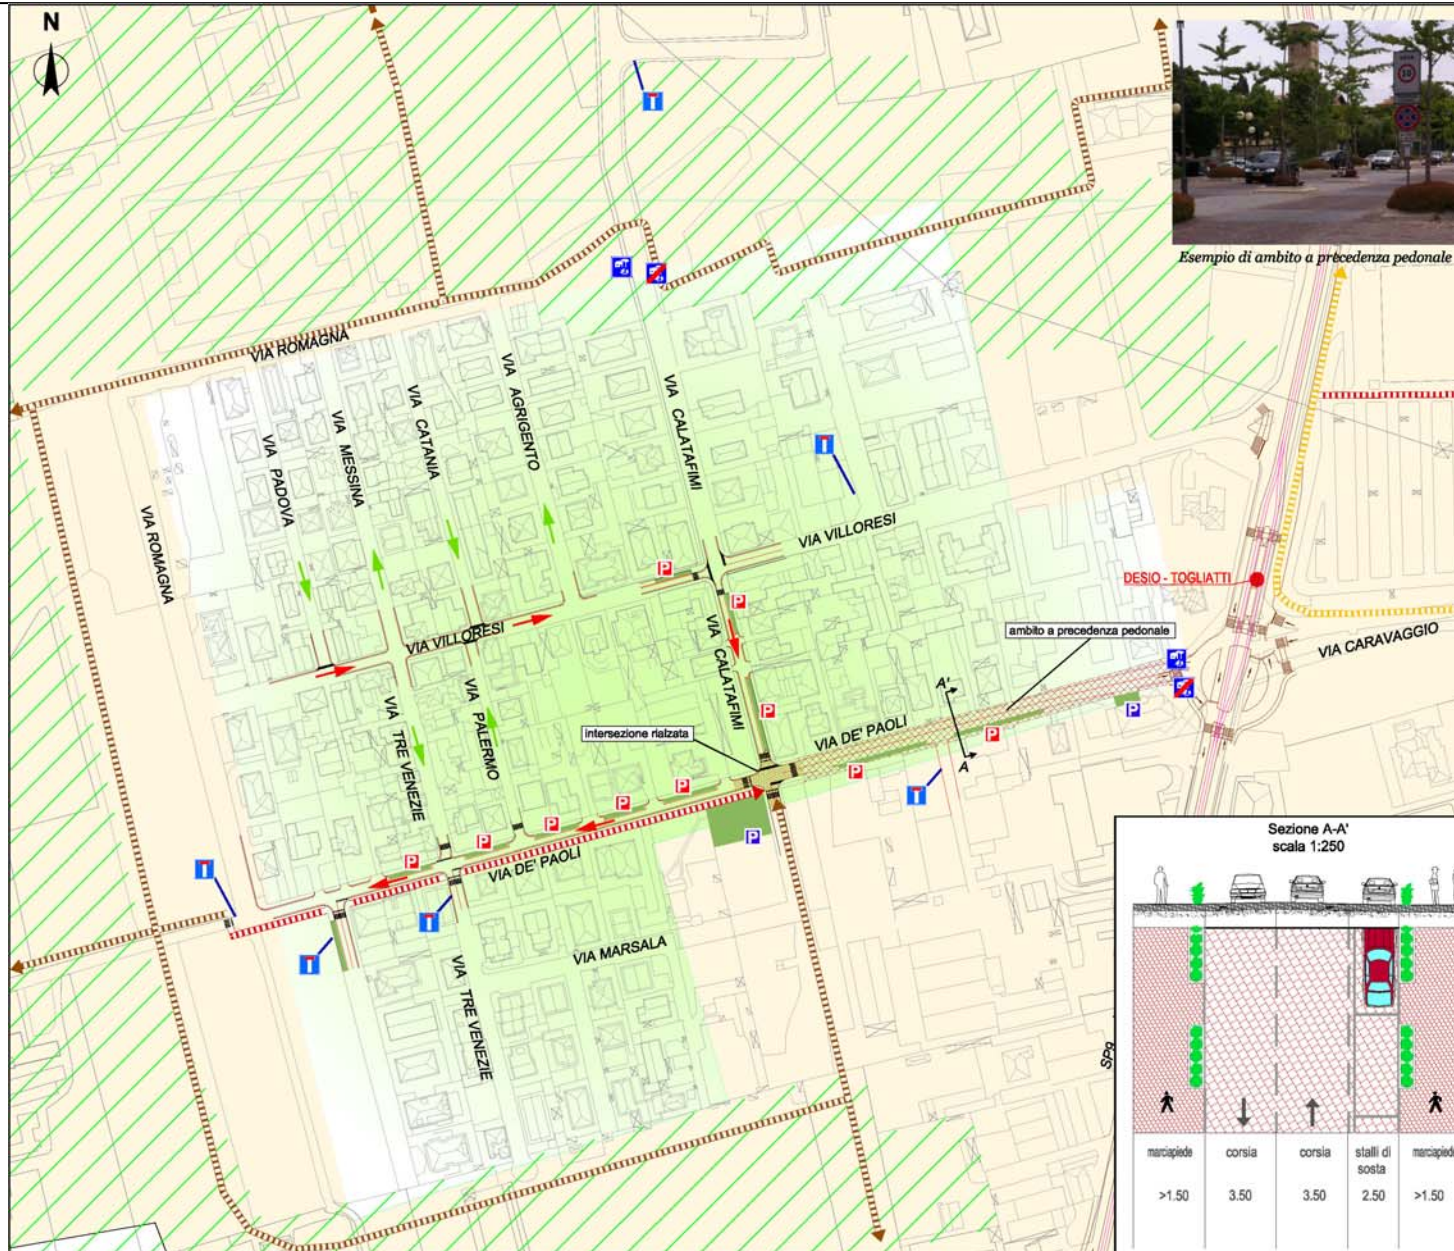 N
Esempio di ambito a precedenza pedonale
VIA ROMAGNA
VIA AGRIGENTO
VIA CALATAFIMI
VIA CATANIA
VIA MESSINA
VIA PADOVA
VIA ROMAGNA
VIA VILLORESI
P
DESIO - TOGLIATTI
P
VIA VILLORESI
ambito a precedenza pedonale
VIA CARAVAGGIO
VIA CALATAFIMI
VIA PALERMO
VIA TRE VENEZIE
A'
P
P
intersezione rialzata
VIA DE' PAOLI
P
A
P
P
P
P
P
P
P
P
VIA DE' PAOLI
VIA MARSALA
VIA TRE VENEZIE
Sezione A-A'
scala 1:250
marciapiede
corsia
corsia
stalli di
sosta
>1.50
3.50
3.50
2.50
>1.50